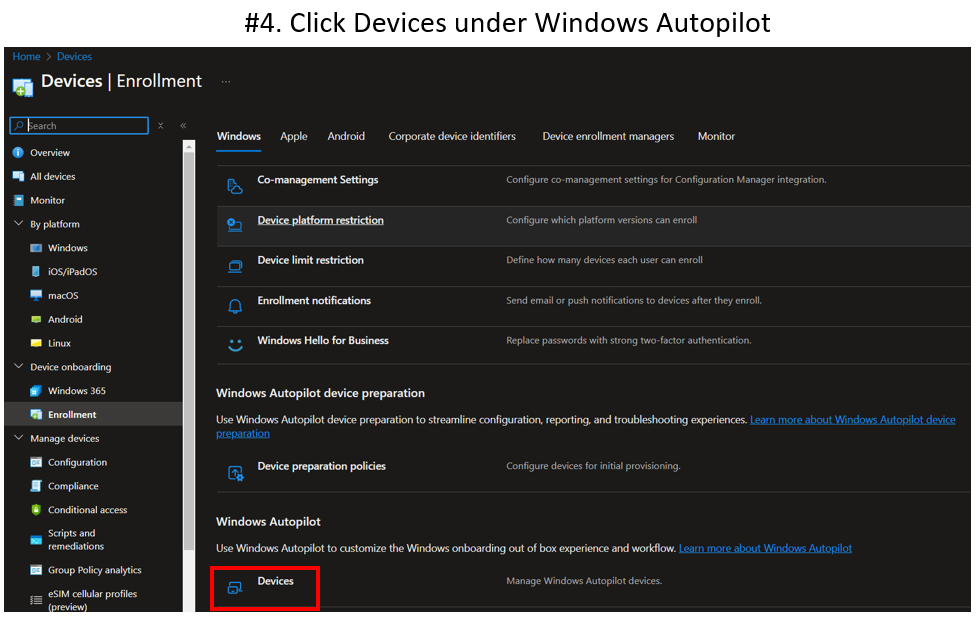 #4. Click Devices under Windows Autopilot
Home > Devices
Devices | Enrollment ...
Search
Overview
All devices
Monitor
By platform
Windows
iOS/iPadOS
macOS
Android
Linux
Device onboarding
Windows 365
Enrollment
Manage devices
Configuration
Compliance
Conditional access
Scripts and
remediations
Group Policy analytics
eSIM cellular profiles
(preview)
Windows Apple Android Corporate device identifiers Device enrollment managers Monitor
Co-management Settings Configure co-management settings for Configuration Manager integration.
Device platform restriction Configure which platform versions can enroll
Device limit restriction Define how many devices each user can enroll
Enrollment notifications Send email or push notifications to devices after they enroll.
Windows Hello for Business Replace passwords with strong two-factor authentication.
Windows Autopilot device preparation
Use Windows Autopilot device preparation to streamline configuration, reporting, and troubleshooting experiences. Learn more about Windows Autopilot device
preparation
Device preparation policies Configure devices for initial provisioning.
Windows Autopilot
Use Windows Autopilot to customize the Windows onboarding out of box experience and workflow. Learn more about Windows Autopilot
Devices Manage Windows Autopilot devices.